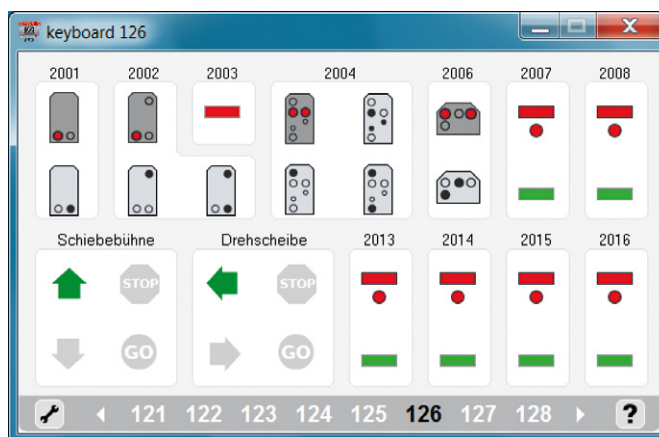 keyboard 126
2001 2002 2003 2004 2006 2007 2008
Schiebebühne Drehscheibe 2013 2014 2015 2016
STOP STOP
GO GO
121 122 123 124 125 126 127 128 ?